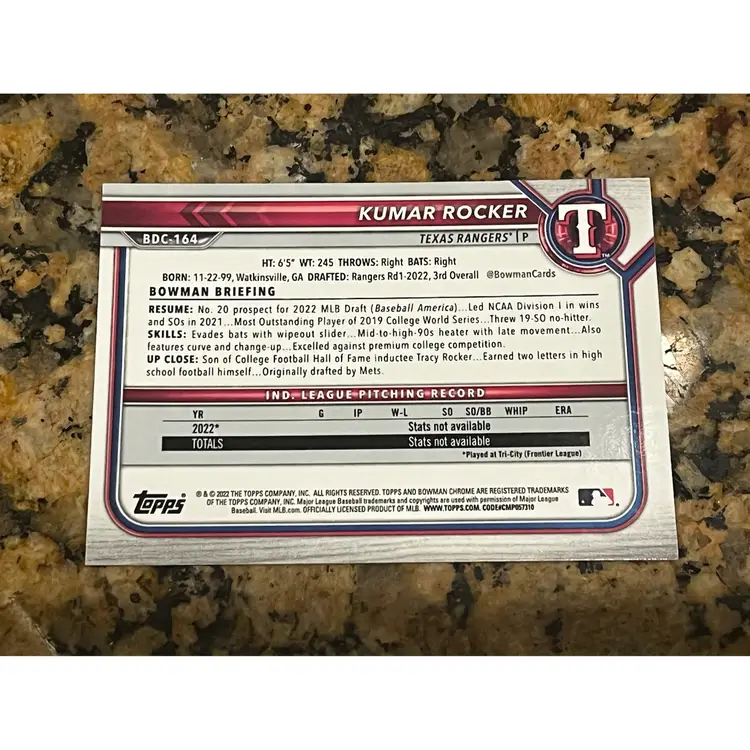 KUMAR ROCKER
BDC-164
TEXAS RANGERS® | P
T
TM
HT: 6'5" WT: 245 THROWS: Right BATS: Right
BORN: 11-22-99, Watkinsville, GA DRAFTED: Rangers Rd1-2022, 3rd Overall @BowmanCards
BOWMAN BRIEFING
RESUME: No. 20 prospect for 2022 MLB Draft (Baseball America)...Led NCAA Division I in wins
and SOs in 2021...Most Outstanding Player of 2019 College World Series...Threw 19-SO no-hitter.
SKILLS: Evades bats with wipeout slider...Mid-to-high-90s heater with late movement...Also
features curve and change-up...Excelled against premium college competition.
UP CLOSE: Son of College Football Hall of Fame inductee Tracy Rocker...Earned two letters in high
school football himself...Originally drafted by Mets.
IND. LEAGUE PITCHING RECORD
YR G IP W-L SO SO/BB WHIP ERA
2022* Stats not available
TOTALS Stats not available
*Played at Tri-City (Frontier League)
TOPPS®
® & © 2022 THE TOPPS COMPANY, INC. ALL RIGHTS RESERVED. TOPPS AND BOWMAN CHROME ARE REGISTERED TRADEMARKS
OF THE TOPPS COMPANY, INC. Major League Baseball trademarks and copyrights are used with permission of Major League
Baseball. Visit MLB.com. OFFICIALLY LICENSED PRODUCT OF MLB. WWW.TOPPS.COM. CODE#CMP057310